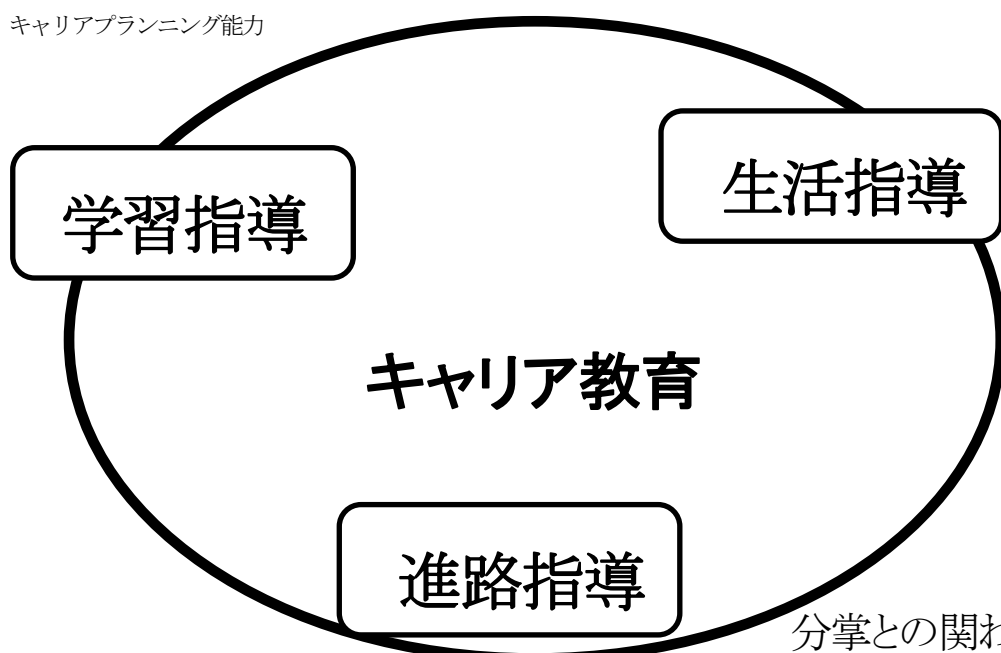 キャリアプランニング能力
生活指導
学習指導
キャリア教育
進路指導
分掌との関わ